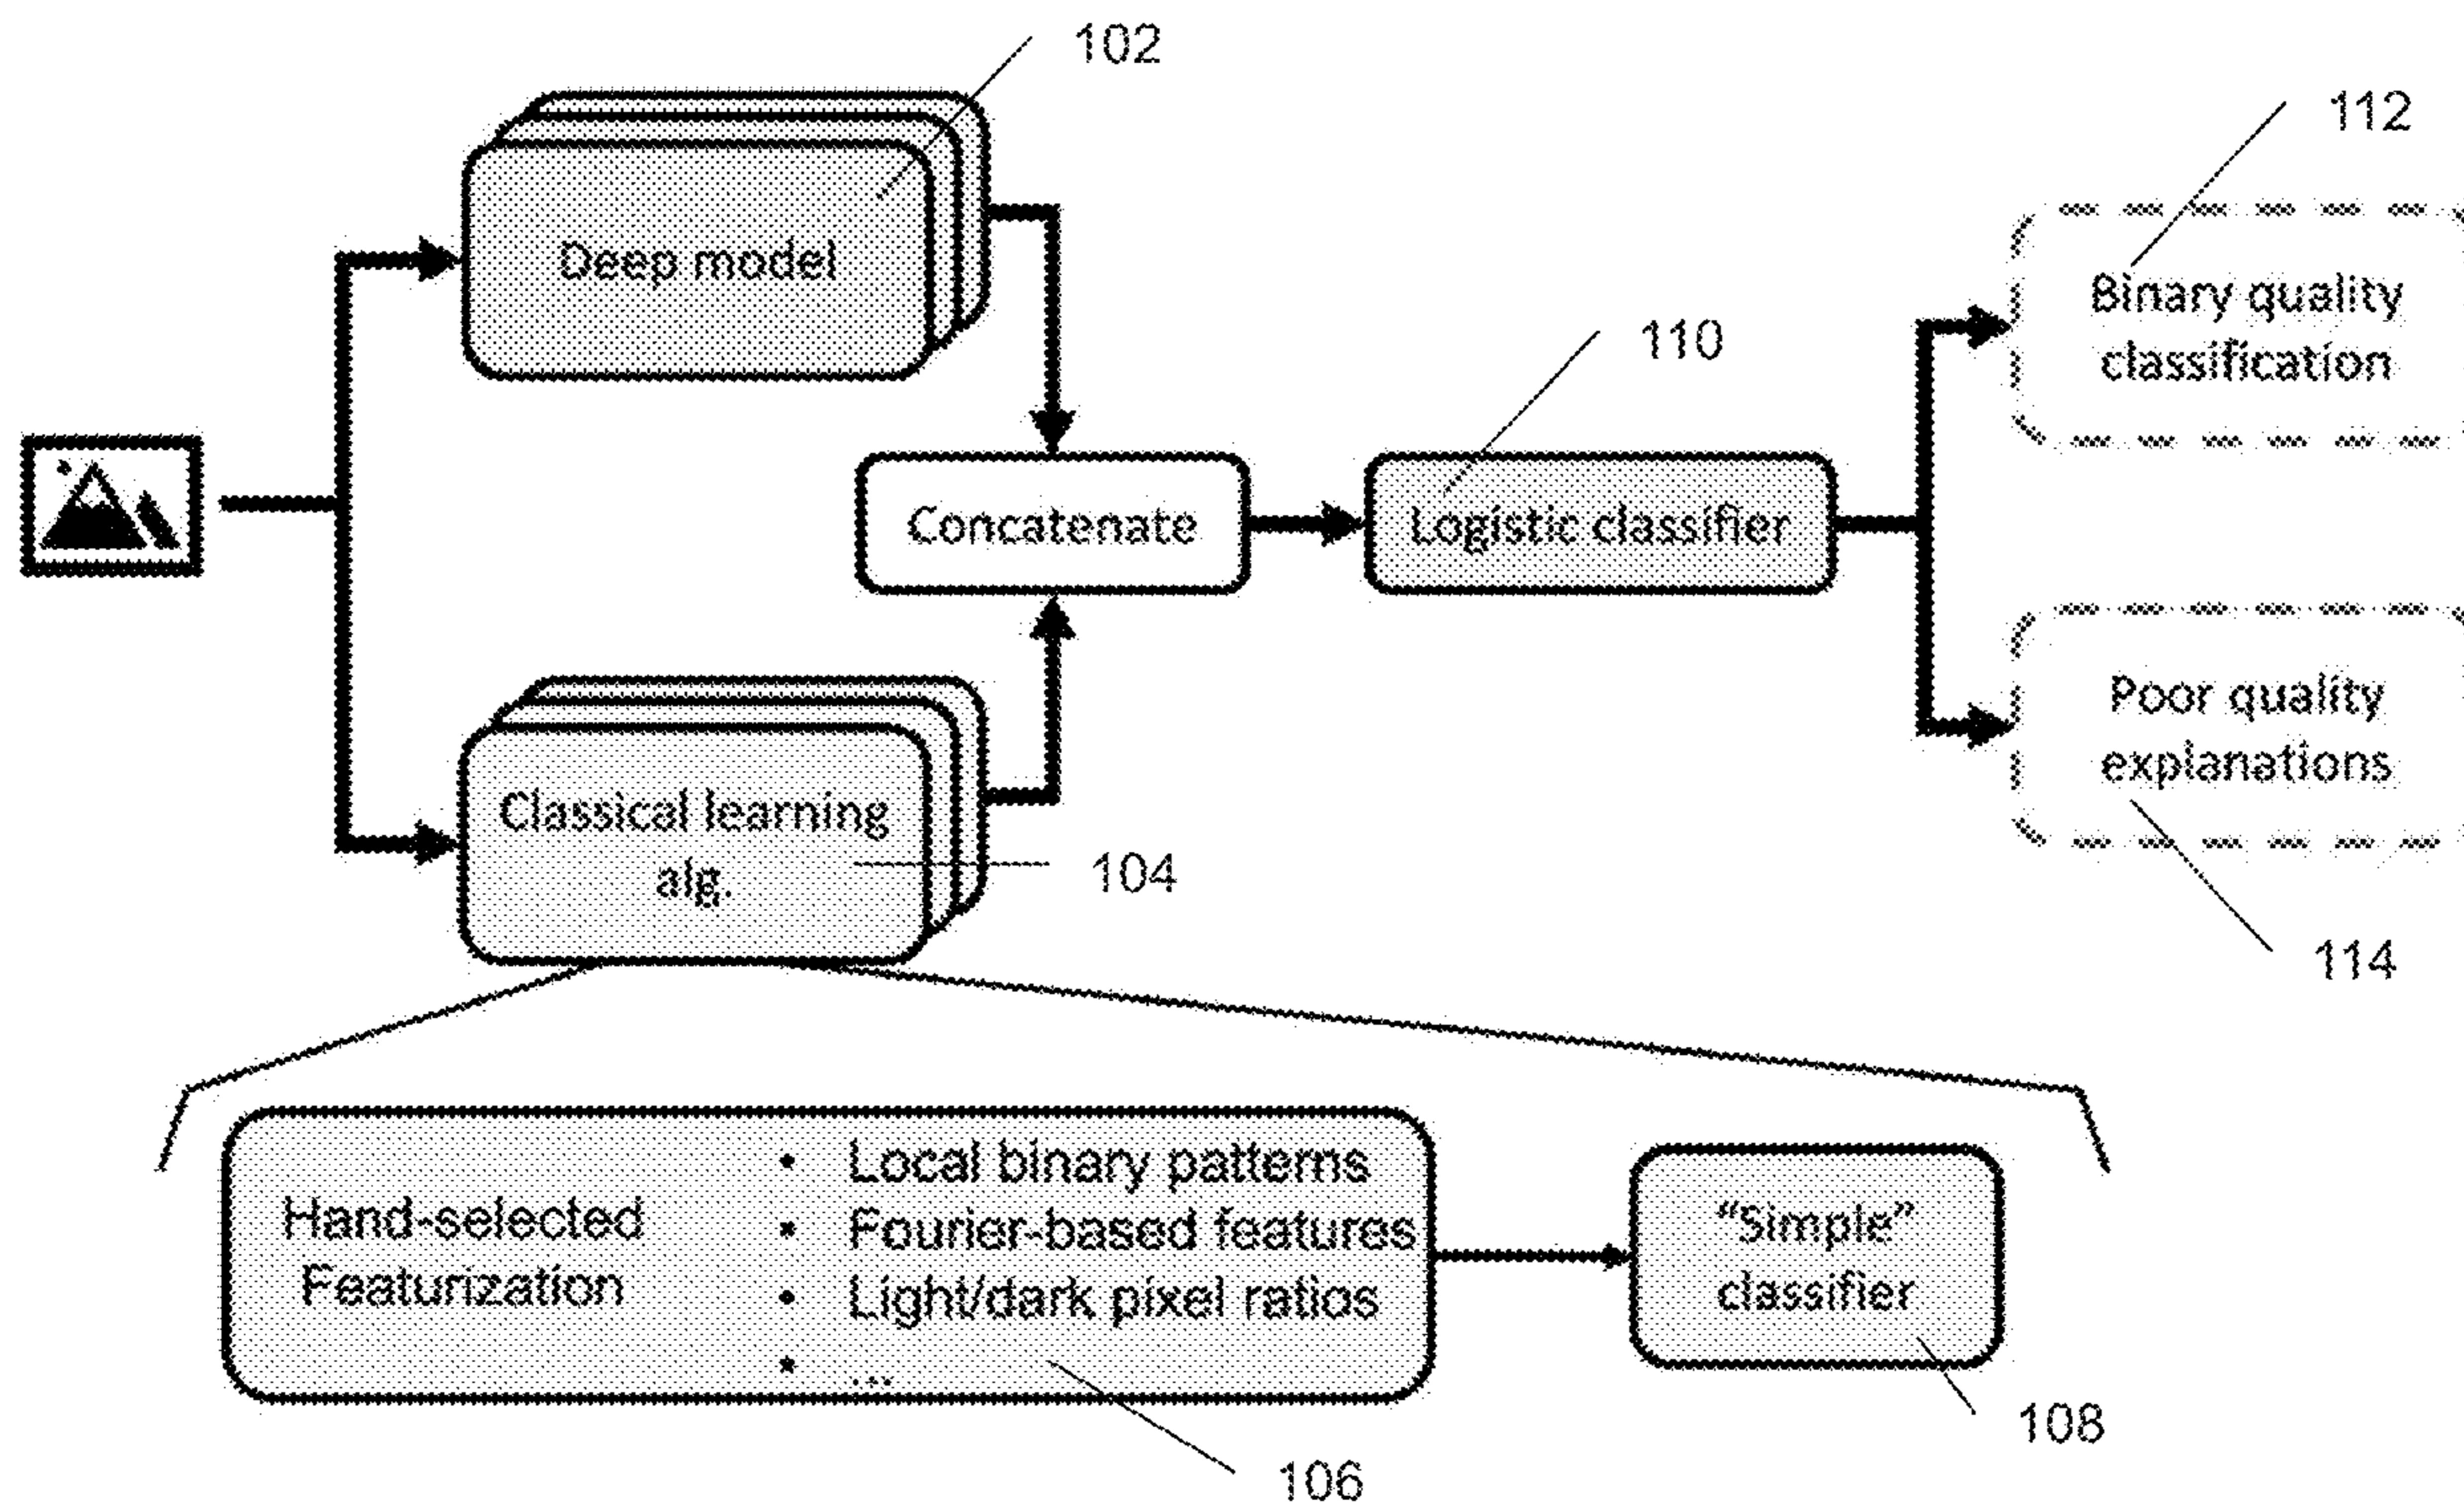 102
112
Deep model
Binary quality
classification
110
Concatenate
Logistic classifier
Poor quality
explanations
Classical learning
alg.
104
114
Hand-selected
Featurization
• Local binary patterns
• Fourier-based features
• Light/dark pixel ratios
• ...
“Simple”
classifier
108
106